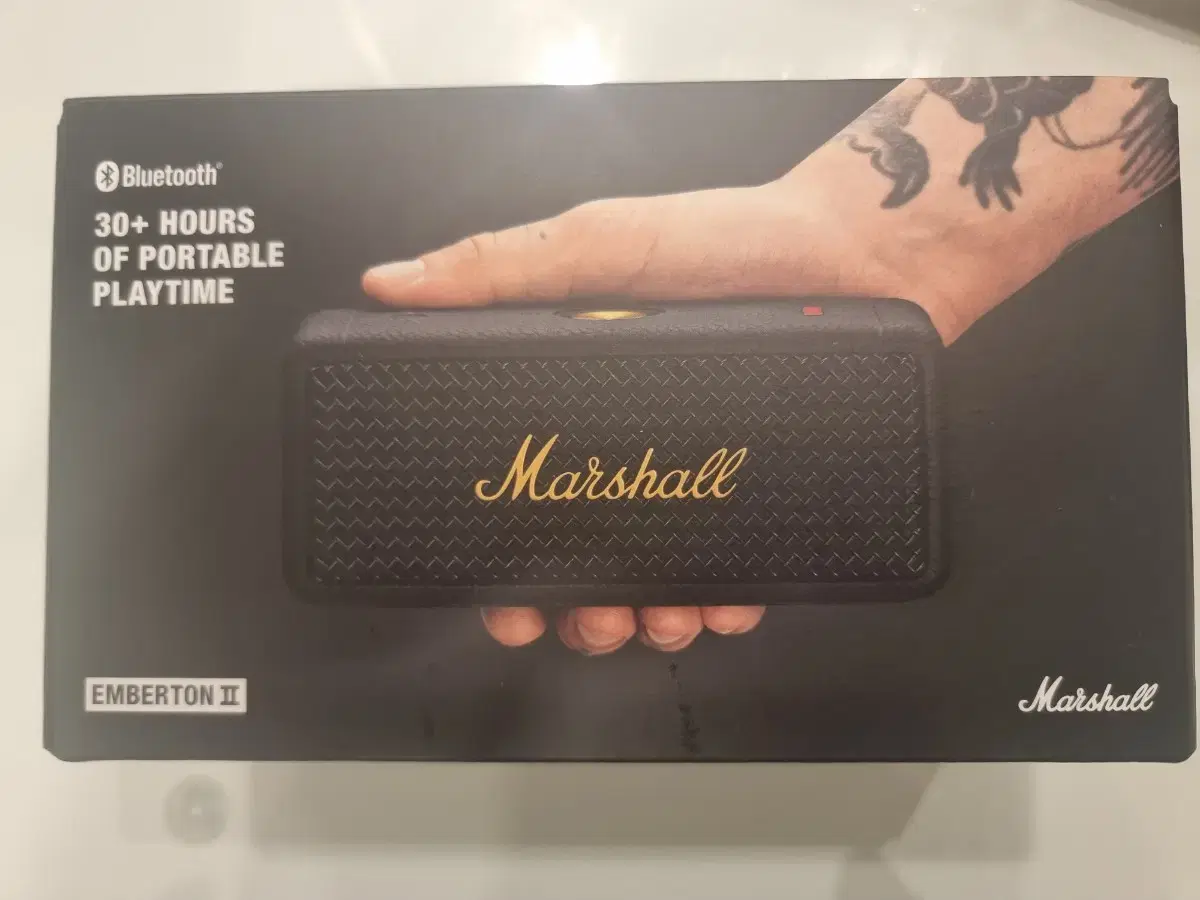 Bluetooth®
30+ HOURS
OF PORTABLE
PLAYTIME
Marshall
EMBERTON II
Marshall